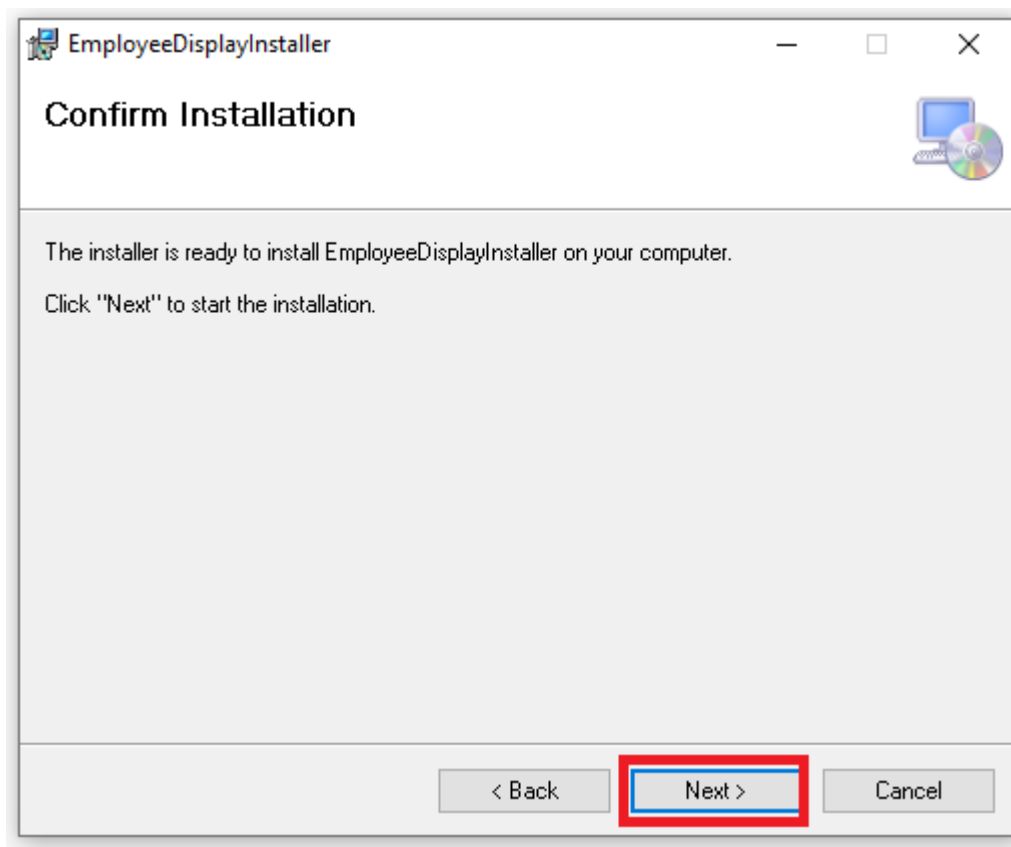 EmployeeDisplayInstaller
Confirm Installation
The installer is ready to install EmployeeDisplayInstaller on your computer.
Click "Next" to start the installation.
< Back
Next >
Cancel